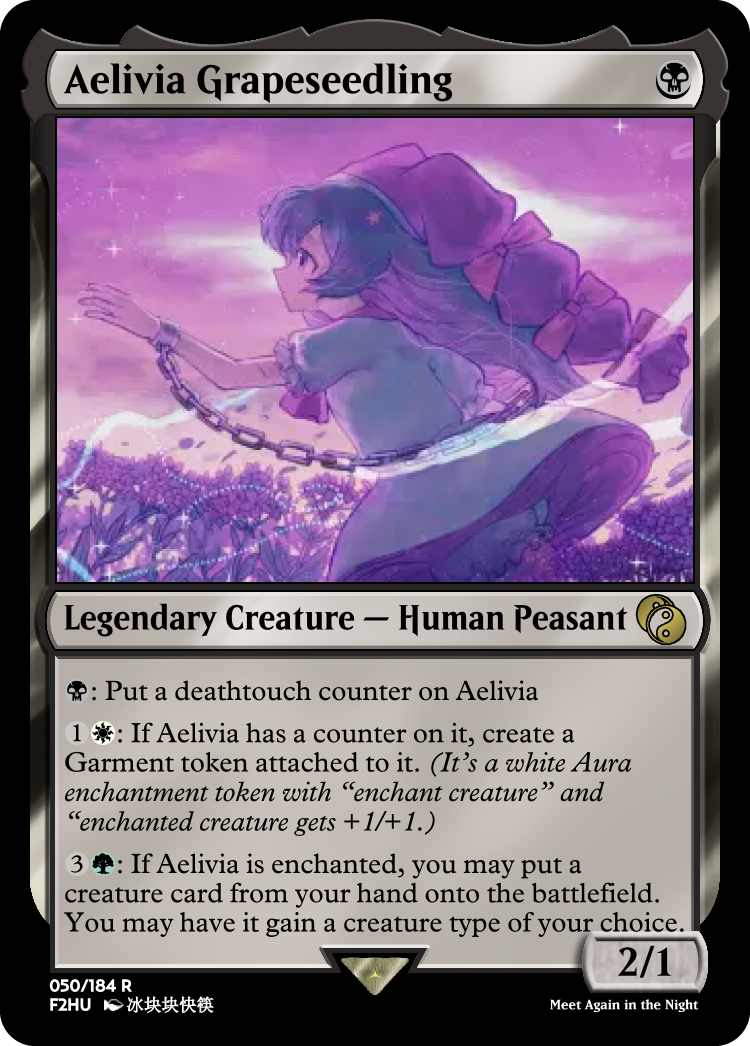 Aelivia Grapeseedling
Legendary Creature — Human Peasant
: Put a deathtouch counter on Aelivia
1 : If Aelivia has a counter on it, create a
Garment token attached to it. (It's a white Aura
enchantment token with “enchant creature” and
“enchanted creature gets +1/+1.)
3 : If Aelivia is enchanted, you may put a
creature card from your hand onto the battlefield.
You may have it gain a creature type of your choice.
2/1
050/184 R
F2HU 冰块块快筷
Meet Again in the Night